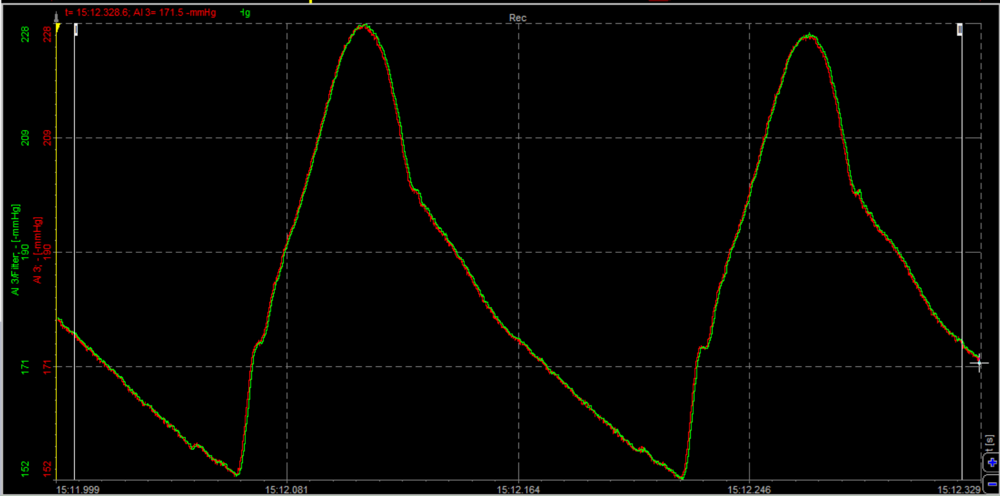 t= 15:12.328.6; AI 3= 171.5 -mmHg
Hg
Rec
228
228
209
209
190
190
171
171
152
152
AI 3/Filter - [-mmHg]
AI 3; - [-mmHg]
I
II
t [s]
+
−
15:11.999
15:12.081
15:12.164
15:12.246
15:12.329